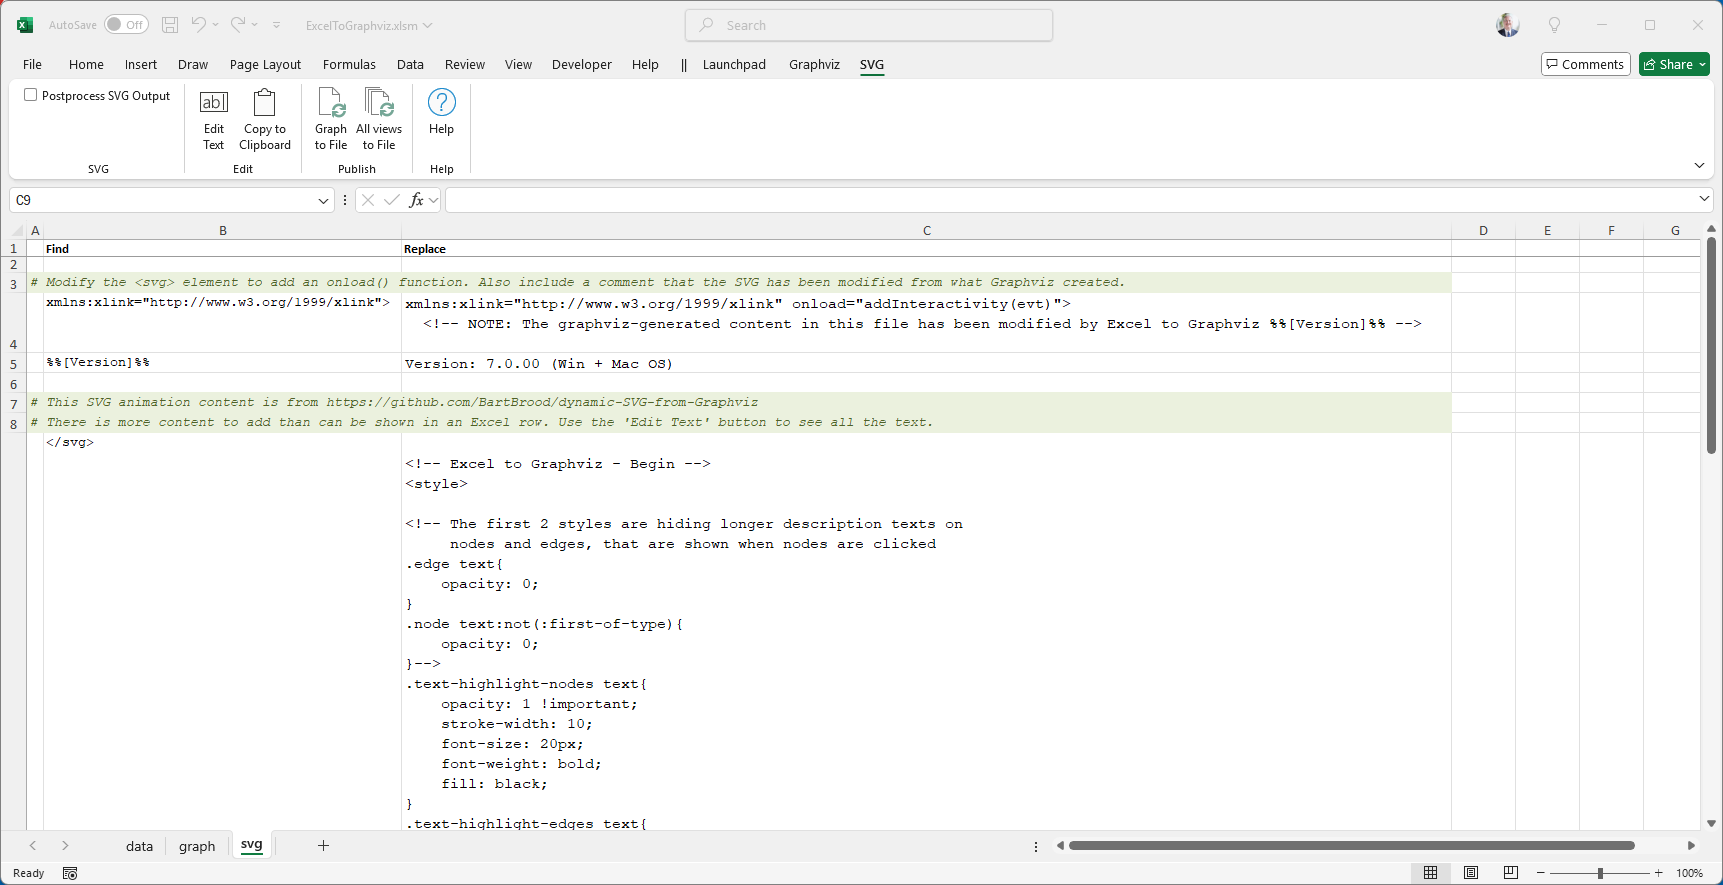 AutoSave Off ExcelToGraphviz.xlsm Search
File Home Insert Draw Page Layout Formulas Data Review View Developer Help || Launchpad Graphviz SVG Comments Share
Postprocess SVG Output
ab|
Edit Text
Copy to Clipboard
Graph to File
All views to File
Help
SVG Edit Publish Help
C9 fx
A B C D E F G
1 Find Replace
2
3 # Modify the <svg> element to add an onload() function. Also include a comment that the SVG has been modified from what Graphviz created.
xmlns:xlink="http://www.w3.org/1999/xlink"> xmlns:xlink="http://www.w3.org/1999/xlink" onload="addInteractivity(evt)">
<!-- NOTE: The graphviz-generated content in this file has been modified by Excel to Graphviz %%[Version]%% -->
4
5 %%[Version]%% Version: 7.0.00 (Win + Mac OS)
6
7 # This SVG animation content is from https://github.com/BartBrood/dynamic-SVG-from-Graphviz
8 # There is more content to add than can be shown in an Excel row. Use the 'Edit Text' button to see all the text.
</svg>
<!-- Excel to Graphviz - Begin -->
<style>
<!-- The first 2 styles are hiding longer description texts on
nodes and edges, that are shown when nodes are clicked
.edge text{
opacity: 0;
}
.node text:not(:first-of-type){
opacity: 0;
}-->
.text-highlight-nodes text{
opacity: 1 !important;
stroke-width: 10;
font-size: 20px;
font-weight: bold;
fill: black;
}
.text-highlight-edges text{
data graph svg
Ready 100%